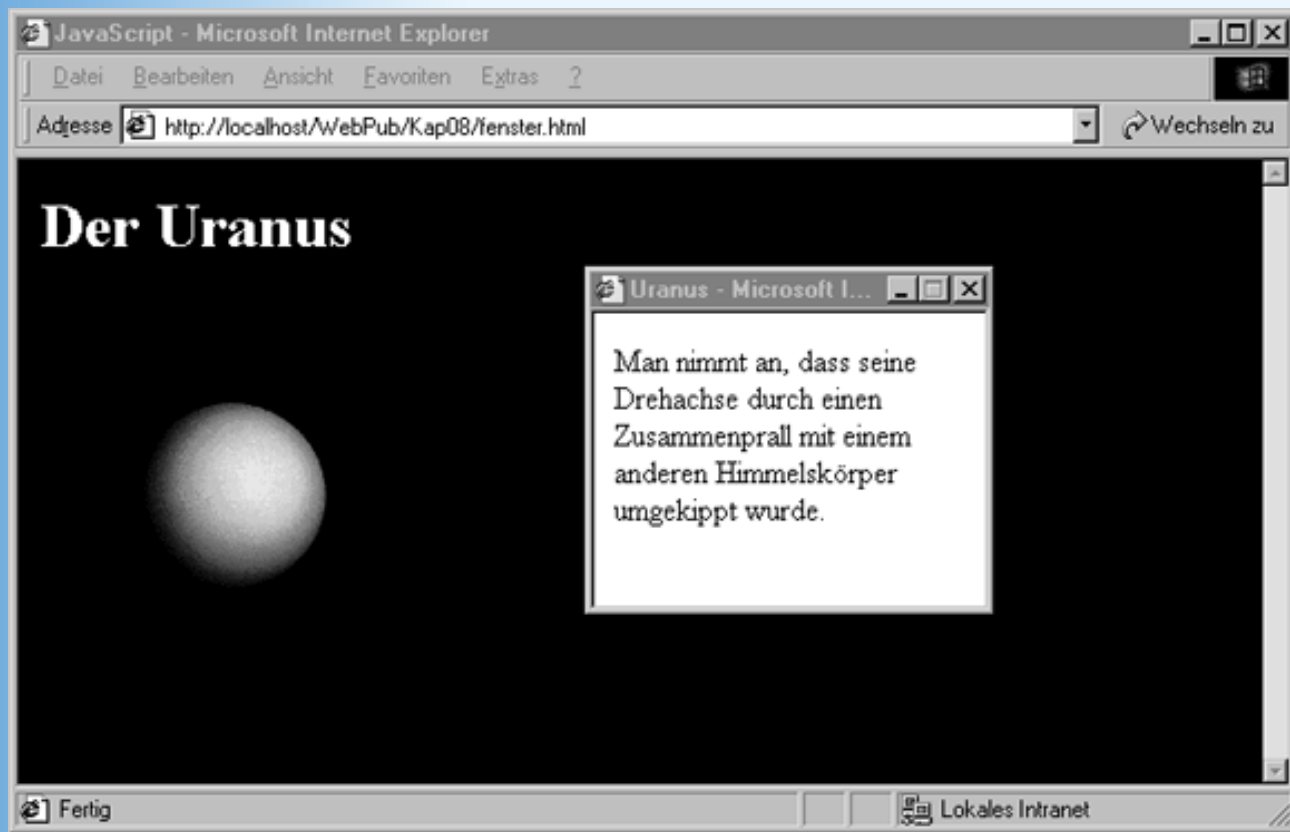 JavaScript - Microsoft Internet Explorer
Datei Bearbeiten Ansicht Favoriten Extras ?
Adresse http://localhost/WebPub/Kap08/fenster.html Wechseln zu
Der Uranus
Uranus - Microsoft I...
Man nimmt an, dass seine
Drehachse durch einen
Zusammenprall mit einem
anderen Himmelskörper
umgekippt wurde.
Fertig Lokales Intranet